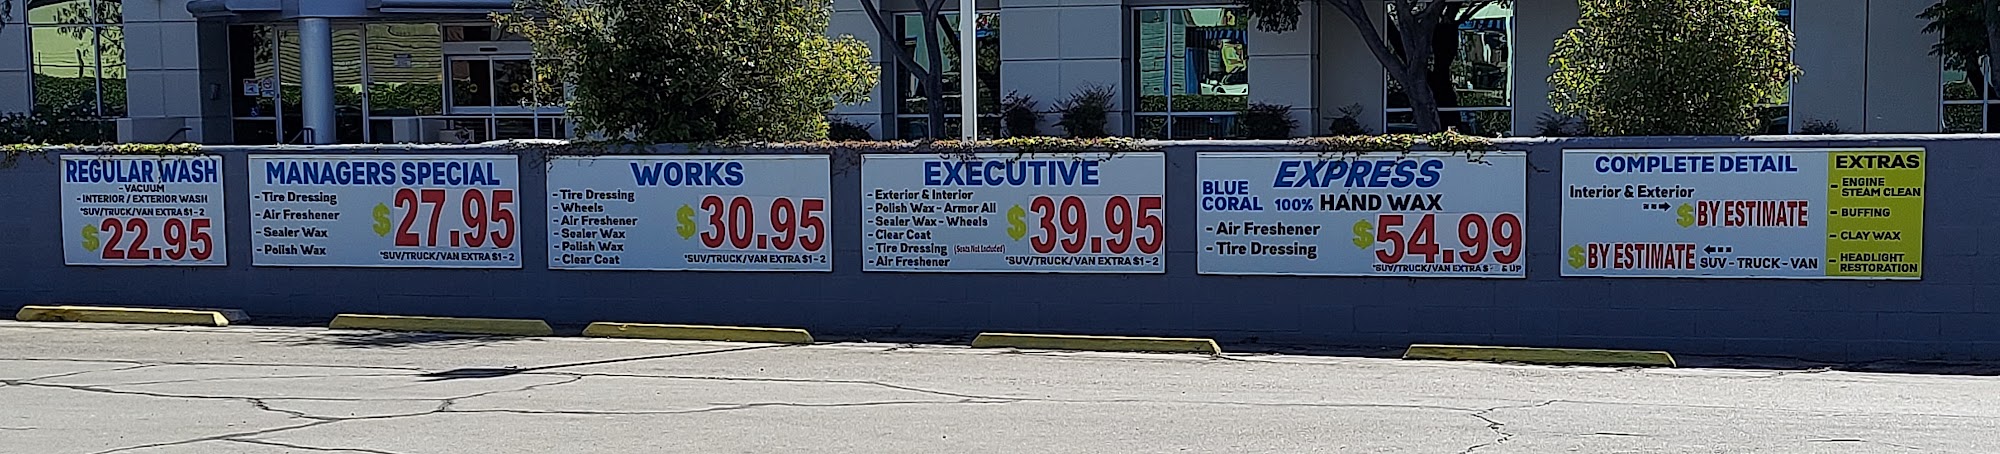 REGULAR WASH
- VACUUM
- INTERIOR / EXTERIOR WASH
*SUV/TRUCK/VAN EXTRA $1 - 2
$22.95
MANAGERS SPECIAL
- Tire Dressing
- Air Freshener
- Sealer Wax
- Polish Wax
$27.95
*SUV/TRUCK/VAN EXTRA $1 - 2
WORKS
- Tire Dressing
- Wheels
- Air Freshener
- Sealer Wax
- Polish Wax
- Clear Coat
$30.95
*SUV/TRUCK/VAN EXTRA $1 - 2
EXECUTIVE
- Exterior & Interior
- Polish Wax - Armor All
- Sealer Wax - Wheels
- Clear Coat
- Tire Dressing (Seats Not Included)
- Air Freshener
$39.95
*SUV/TRUCK/VAN EXTRA $1 - 2
EXPRESS
BLUE CORAL 100% HAND WAX
- Air Freshener
- Tire Dressing
$54.99
*SUV/TRUCK/VAN EXTRA $ & UP
COMPLETE DETAIL
Interior & Exterior
$BY ESTIMATE
$BY ESTIMATE
SUV - TRUCK - VAN
EXTRAS
- ENGINE
STEAM CLEAN
- BUFFING
- CLAY WAX
- HEADLIGHT
RESTORATION